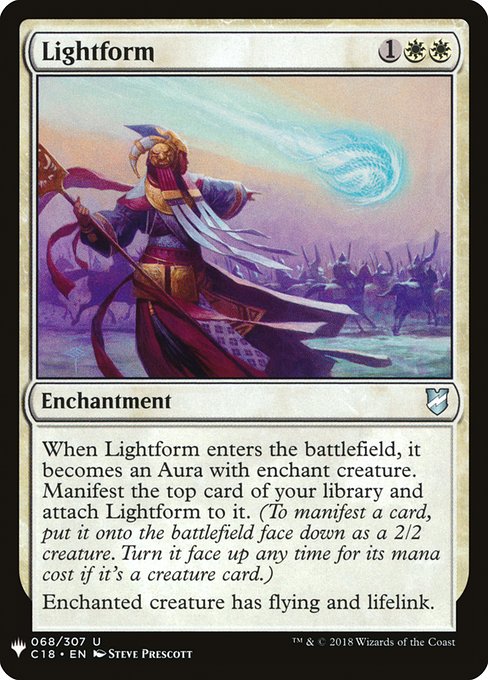 Lightform 1
Enchantment
When Lightform enters the battlefield, it
becomes an Aura with enchant creature.
Manifest the top card of your library and
attach Lightform to it. (To manifest a card,
put it onto the battlefield face down as a 2/2
creature. Turn it face up any time for its mana
cost if it's a creature card.)
Enchanted creature has flying and lifelink.
068/307 U
C18 • EN Steve Prescott
™ & © 2018 Wizards of the Coast